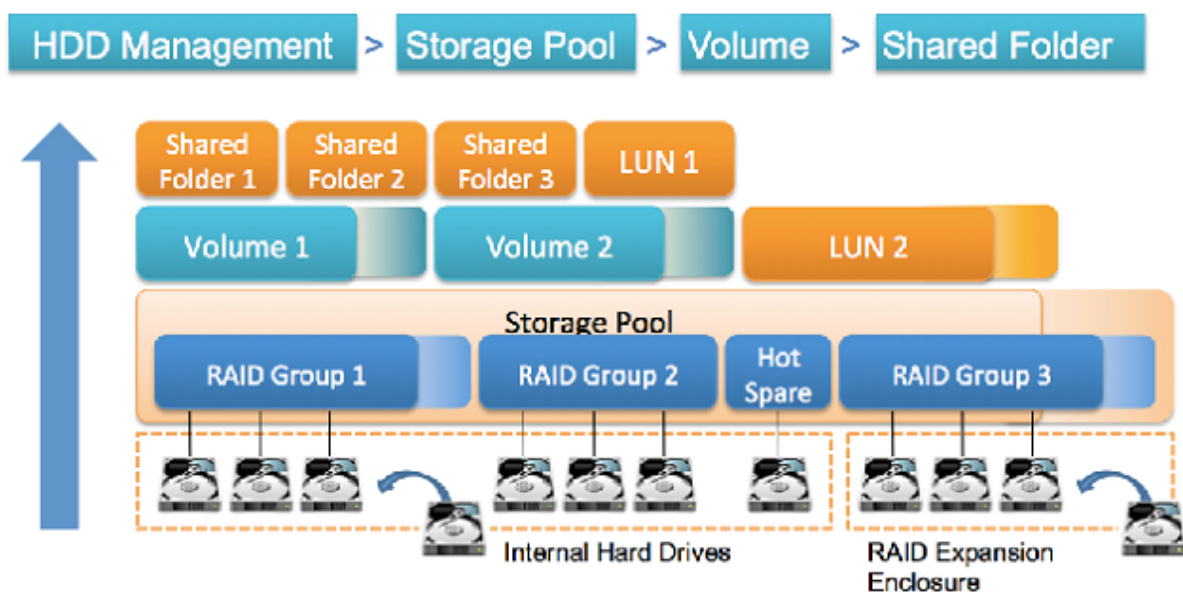 HDD Management > Storage Pool > Volume > Shared Folder
Shared
Folder 1
Shared
Folder 2
Shared
Folder 3
LUN 1
Volume 1
Volume 2
LUN 2
Storage Pool
RAID Group 1
RAID Group 2
Hot
Spare
RAID Group 3
Internal Hard Drives
RAID Expansion
Enclosure